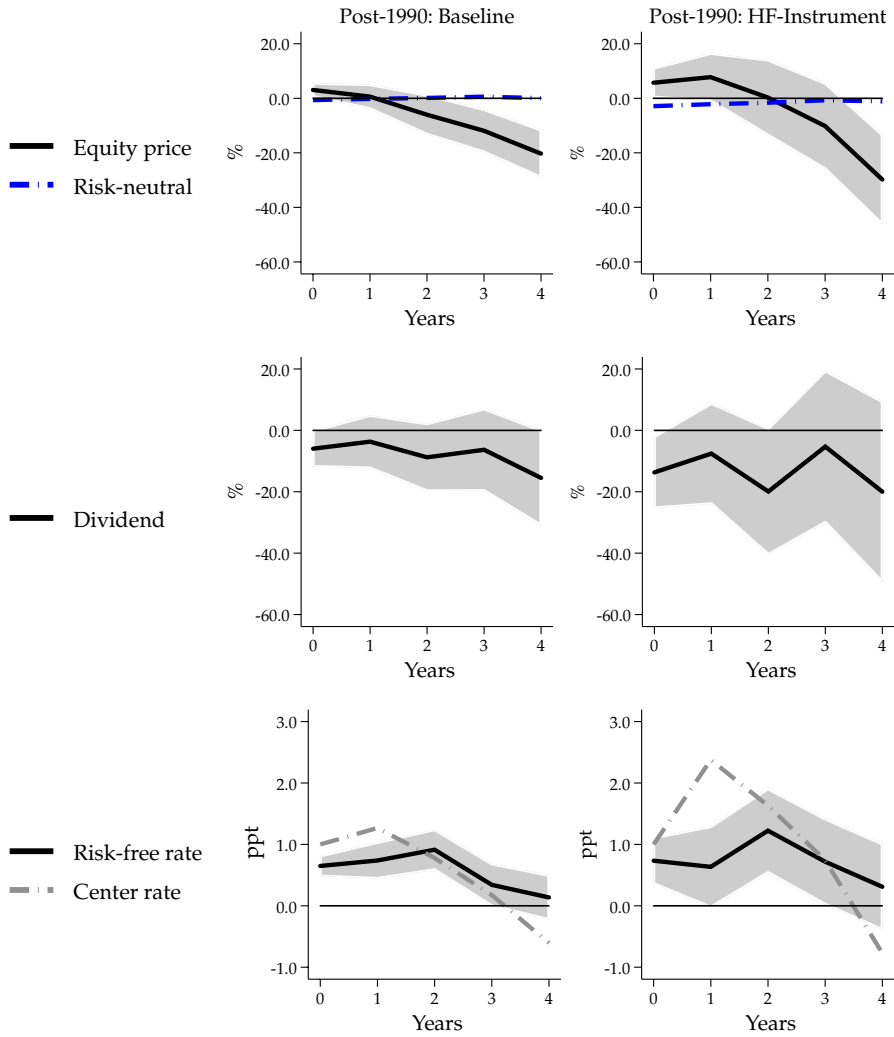 Post-1990: Baseline
Post-1990: HF-Instrument
Equity price
Risk-neutral
%
20.0
0.0
-20.0
-40.0
-60.0
0 1 2 3 4
Years
%
20.0
0.0
-20.0
-40.0
-60.0
0 1 2 3 4
Years
Dividend
%
20.0
0.0
-20.0
-40.0
-60.0
0 1 2 3 4
Years
%
20.0
0.0
-20.0
-40.0
-60.0
0 1 2 3 4
Years
Risk-free rate
Center rate
ppt
3.0
2.0
1.0
0.0
-1.0
0 1 2 3 4
Years
ppt
3.0
2.0
1.0
0.0
-1.0
0 1 2 3 4
Years